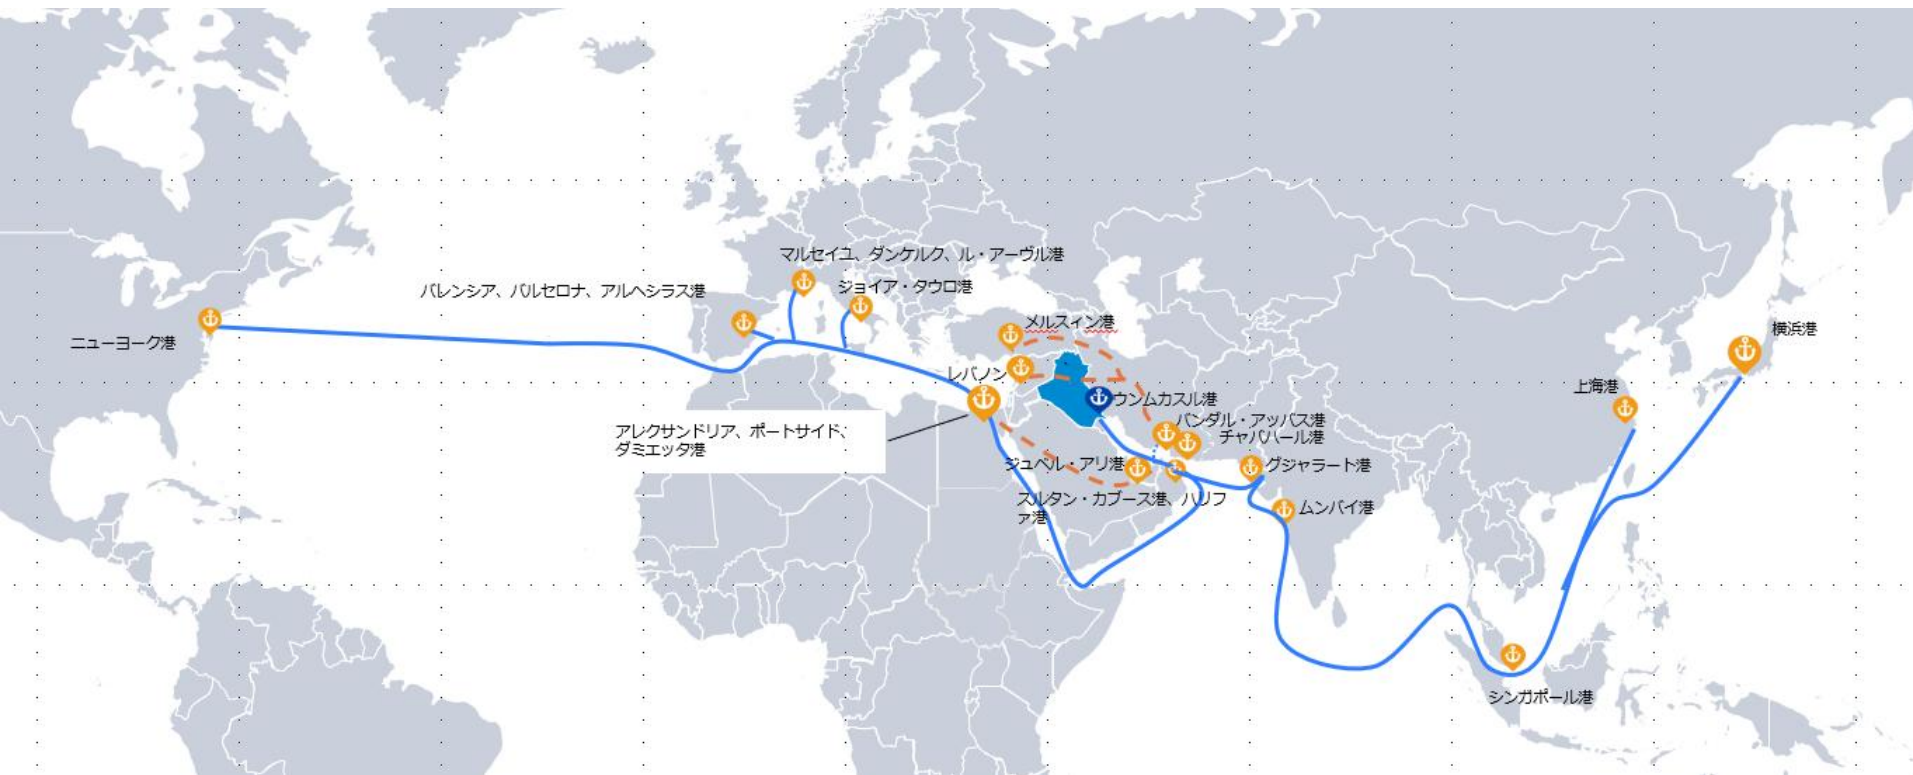 マルセイユ、ダンケルク、ル・アーヴル港
バレンシア、バルセロナ、アルヘシラス港
ジョイア・タウロ港
ニューヨーク港
メルスィン港
横浜港
レバノン
上海港
ウンムカスル港
アレクサンドリア、ポートサイド、
ダミエッタ港
バンダル・アッバス港
チャバハール港
ジュベル・アリ港
グジャラート港
スルタン・カブース港、ハリフ
ァ港
ムンバイ港
シンガポール港